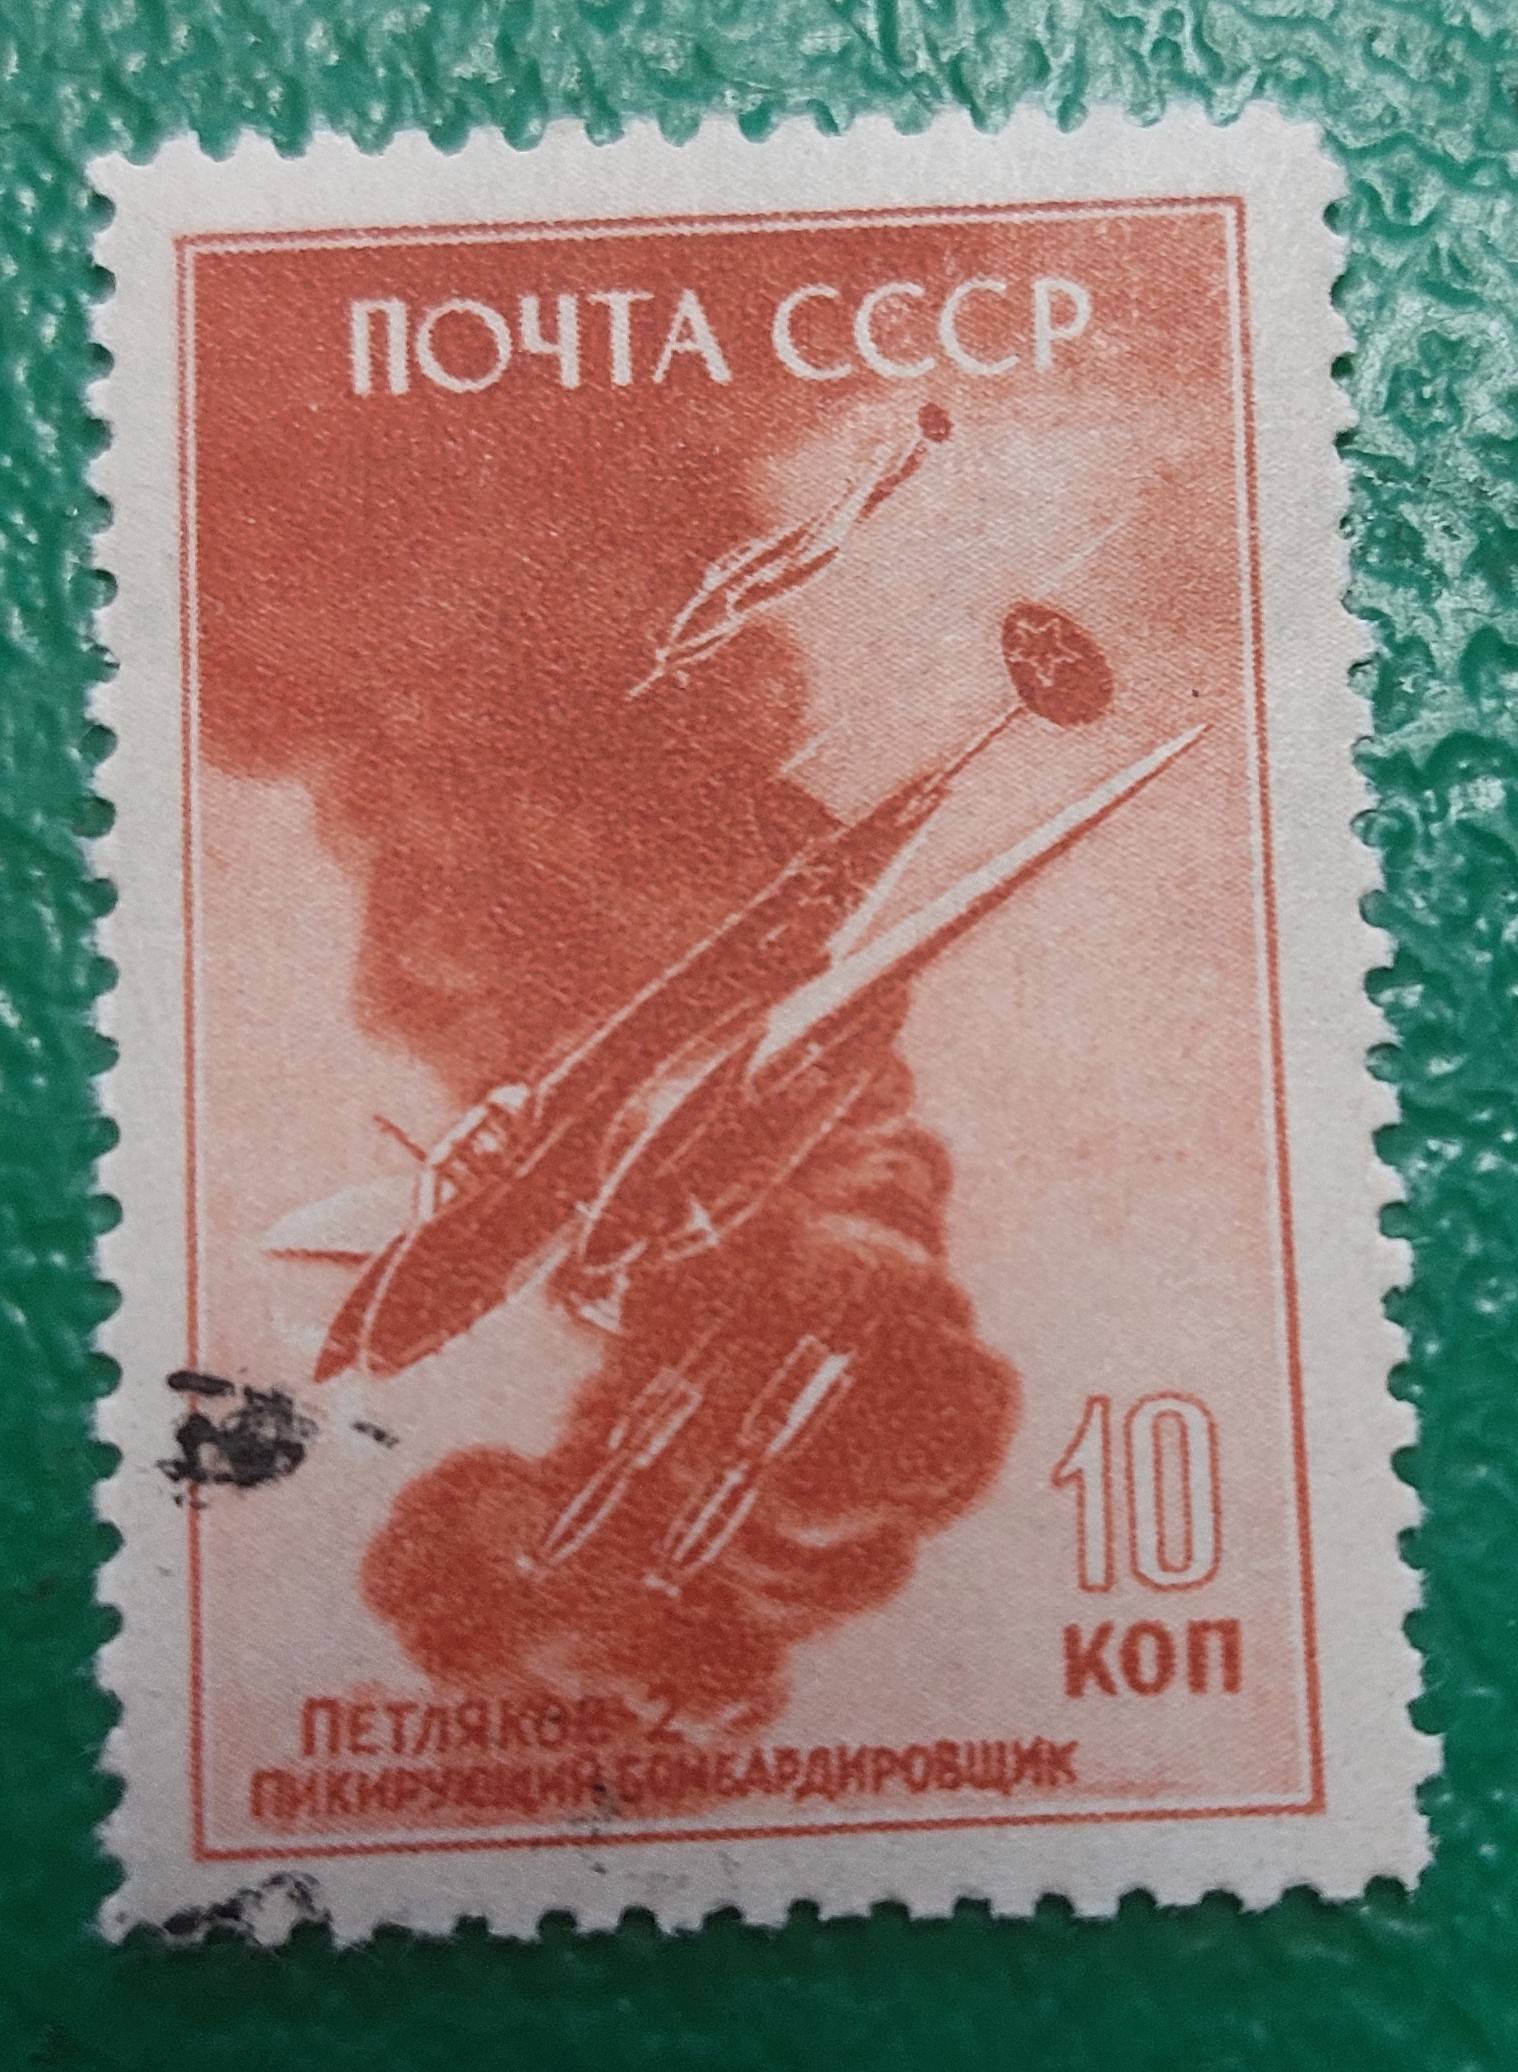 ПОЧТА СССР
10
КОП
ПЕТЛЯКОВ-2
ПИКИРУЮЩИЙ БОМБАРДИРОВЩИК